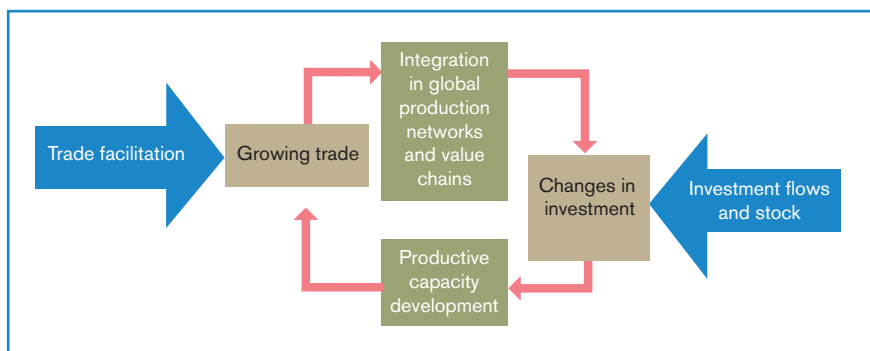 Trade facilitation
Growing trade
Integration
in global
production
networks
and value
chains
Changes in
investment
Investment flows
and stock
Productive
capacity
development